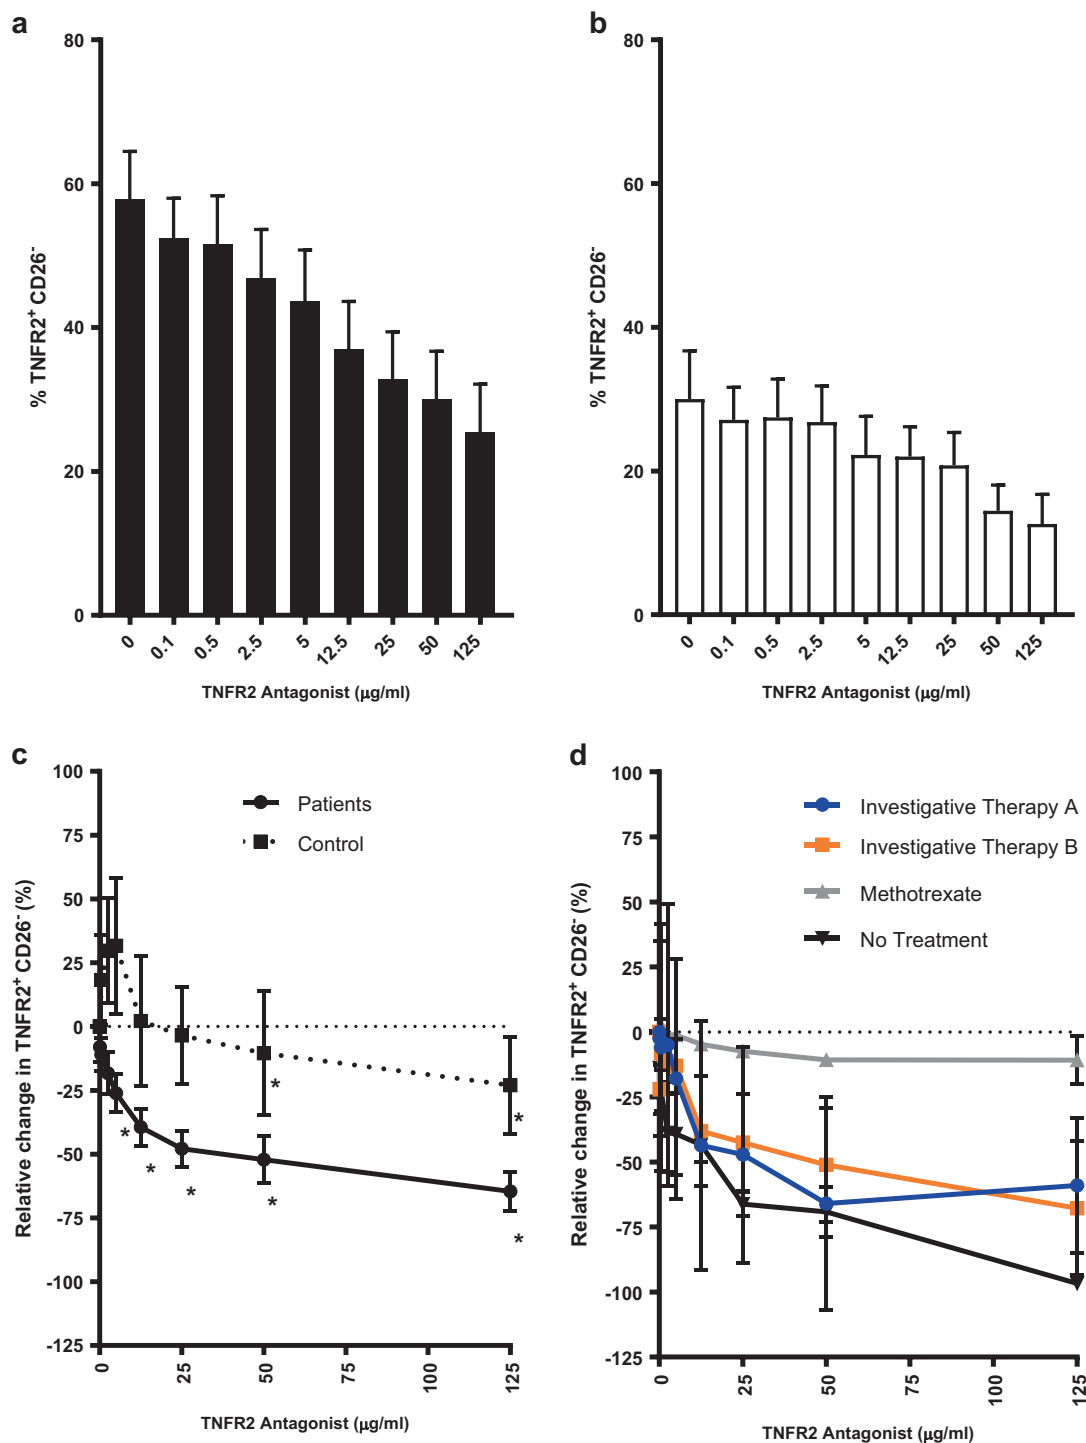 a
80
60
40
20
0
% TNFR2⁺ CD26⁻
0 0.1 0.5 2.5 5 12.5 25 50 125
TNFR2 Antagonist (µg/ml)
b
80
60
40
20
0
% TNFR2⁺ CD26⁻
0 0.1 0.5 2.5 5 12.5 25 50 125
TNFR2 Antagonist (µg/ml)
c
100
75
50
25
0
-25
-50
-75
-100
-125
Relative change in TNFR2⁺ CD26⁻ (%)
Patients
Control
*
*
*
*
*
*
*
0 25 50 75 100 125
TNFR2 Antagonist (µg/ml)
d
100
75
50
25
0
-25
-50
-75
-100
-125
Relative change in TNFR2⁺ CD26⁻ (%)
Investigative Therapy A
Investigative Therapy B
Methotrexate
No Treatment
0 25 50 75 100 125
TNFR2 Antagonist (µg/ml)